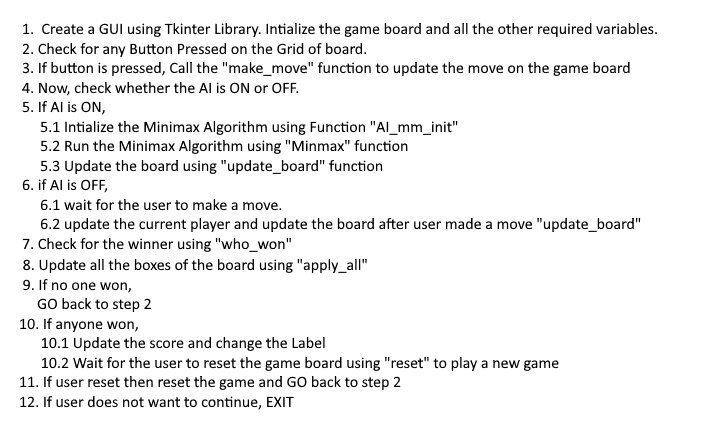 1. Create a GUI using Tkinter Library. Intialize the game board and all the other required variables.
2. Check for any Button Pressed on the Grid of board.
3. If button is pressed, Call the "make_move" function to update the move on the game board
4. Now, check whether the AI is ON or OFF.
5. If AI is ON,
5.1 Intialize the Minimax Algorithm using Function "AI_mm_init"
5.2 Run the Minimax Algorithm using "Minmax" function
5.3 Update the board using "update_board" function
6. if AI is OFF,
6.1 wait for the user to make a move.
6.2 update the current player and update the board after user made a move "update_board"
7. Check for the winner using "who_won"
8. Update all the boxes of the board using "apply_all"
9. If no one won,
GO back to step 2
10. If anyone won,
10.1 Update the score and change the Label
10.2 Wait for the user to reset the game board using "reset" to play a new game
11. If user reset then reset the game and GO back to step 2
12. If user does not want to continue, EXIT